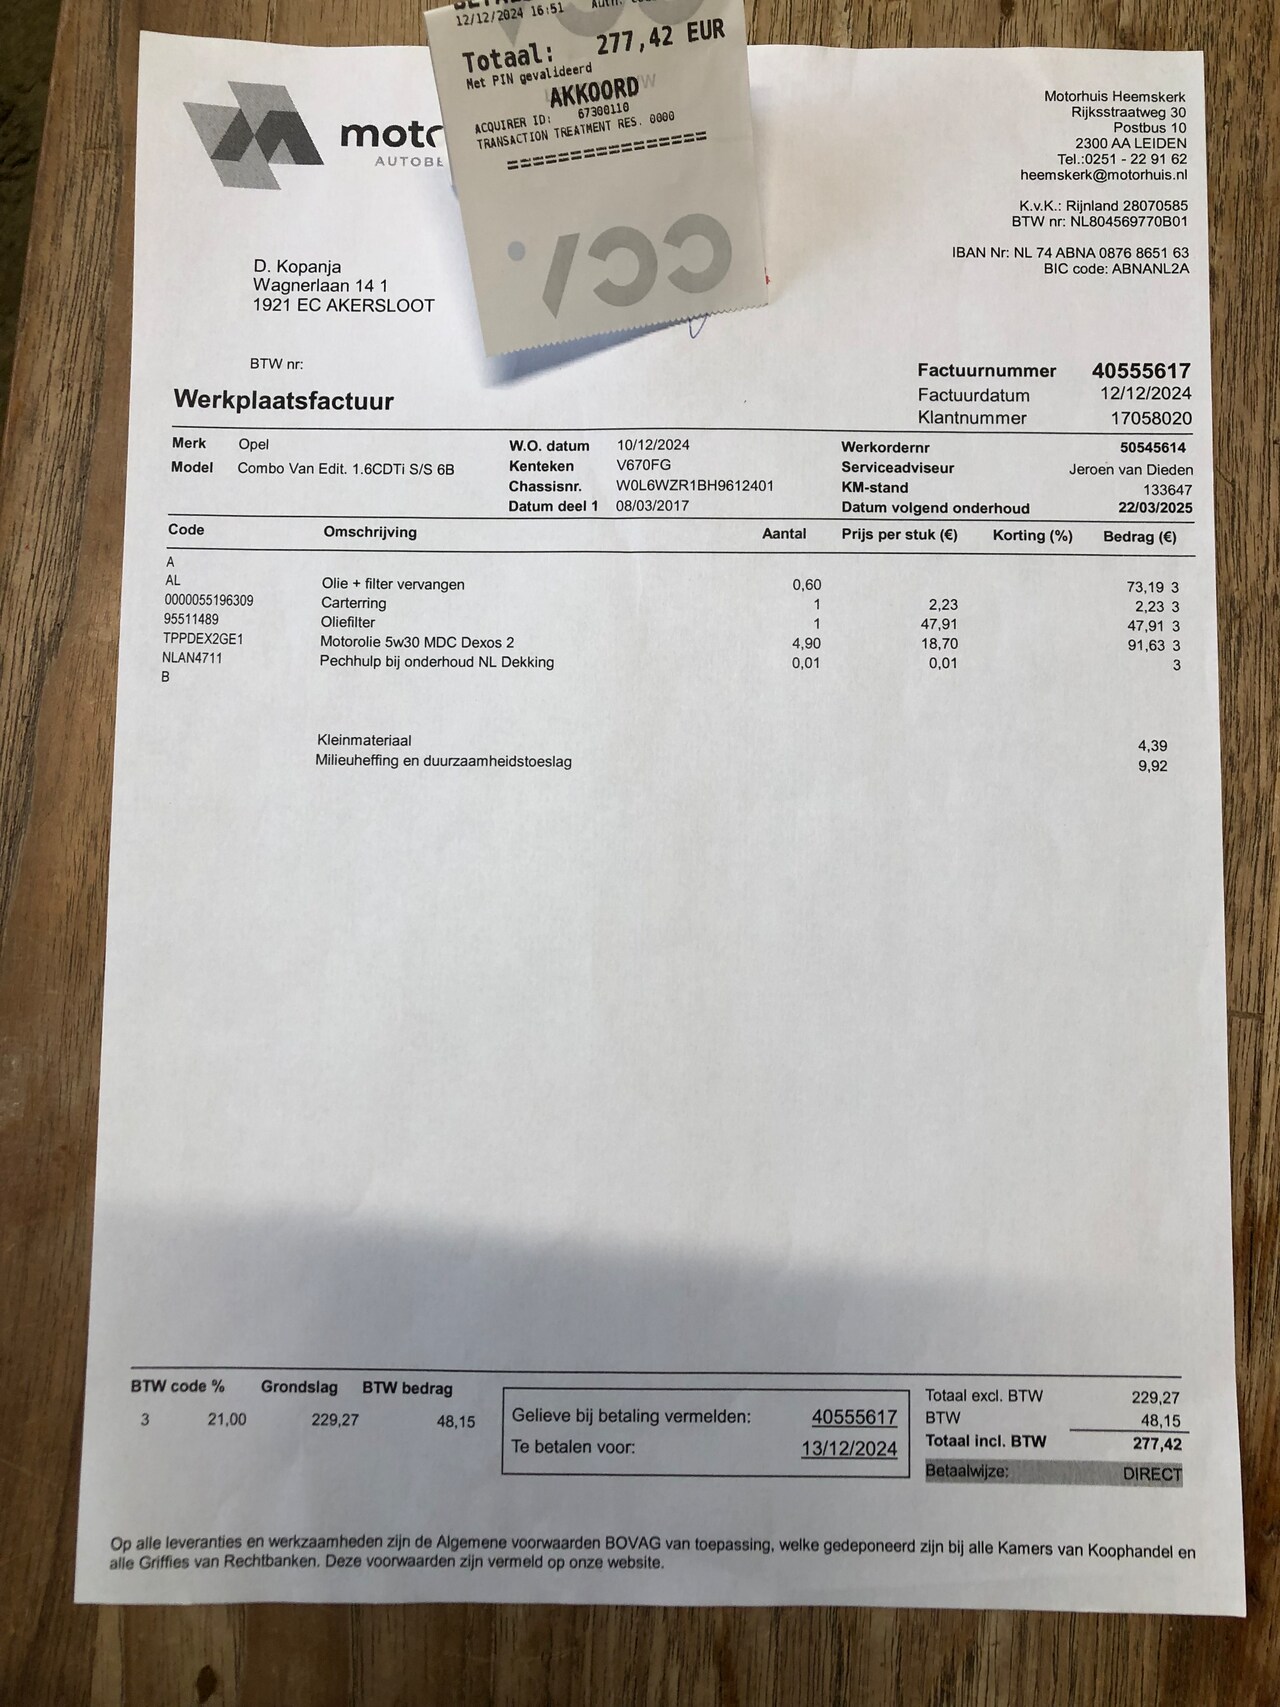 12/12/2024 16:51
Totaal: 277,42 EUR
Met PIN gevalideerd
AKKOORD
ACQUIRER ID: 67300110
TRANSACTION TREATMENT RES. 0000
================
CCV
moto
AUTOBE
Motorhuis Heemskerk
Rijksstraatweg 30
Postbus 10
2300 AA LEIDEN
Tel.:0251 - 22 91 62
heemskerk@motorhuis.nl
K.v.K.: Rijnland 28070585
BTW nr: NL804569770B01
IBAN Nr: NL 74 ABNA 0876 8651 63
BIC code: ABNANL2A
D. Kopanja
Wagnerlaan 14 1
1921 EC AKERSLOOT
BTW nr:
Werkplaatsfactuur
Factuurnummer 40555617
Factuurdatum 12/12/2024
Klantnummer 17058020
Merk Opel W.O. datum 10/12/2024 Werkordernr 50545614
Model Combo Van Edit. 1.6CDTi S/S 6B Kenteken V670FG Serviceadviseur Jeroen van Dieden
Chassisnr. W0L6WZR1BH9612401 KM-stand 133647
Datum deel 1 08/03/2017 Datum volgend onderhoud 22/03/2025
Code Omschrijving Aantal Prijs per stuk (€) Korting (%) Bedrag (€)
A
AL Olie + filter vervangen 0,60 73,19 3
0000055196309 Carterring 1 2,23 2,23 3
95511489 Oliefilter 1 47,91 47,91 3
TPPDEX2GE1 Motorolie 5w30 MDC Dexos 2 4,90 18,70 91,63 3
NLAN4711 Pechhulp bij onderhoud NL Dekking 0,01 0,01 3
B
Kleinmateriaal 4,39
Milieuheffing en duurzaamheidstoeslag 9,92
BTW code % Grondslag BTW bedrag
3 21,00 229,27 48,15
Gelieve bij betaling vermelden: 40555617
Te betalen voor: 13/12/2024
Totaal excl. BTW 229,27
BTW 48,15
Totaal incl. BTW 277,42
Betaalwijze: DIRECT
Op alle leveranties en werkzaamheden zijn de Algemene voorwaarden BOVAG van toepassing, welke gedeponeerd zijn bij alle Kamers van Koophandel en
alle Griffies van Rechtbanken. Deze voorwaarden zijn vermeld op onze website.